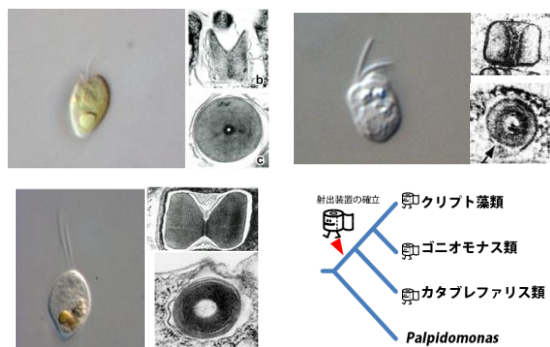 b
c
射出装置の確立
クリプト藻類
ゴニオモナス類
カタブレファリス類
Palpidomonas